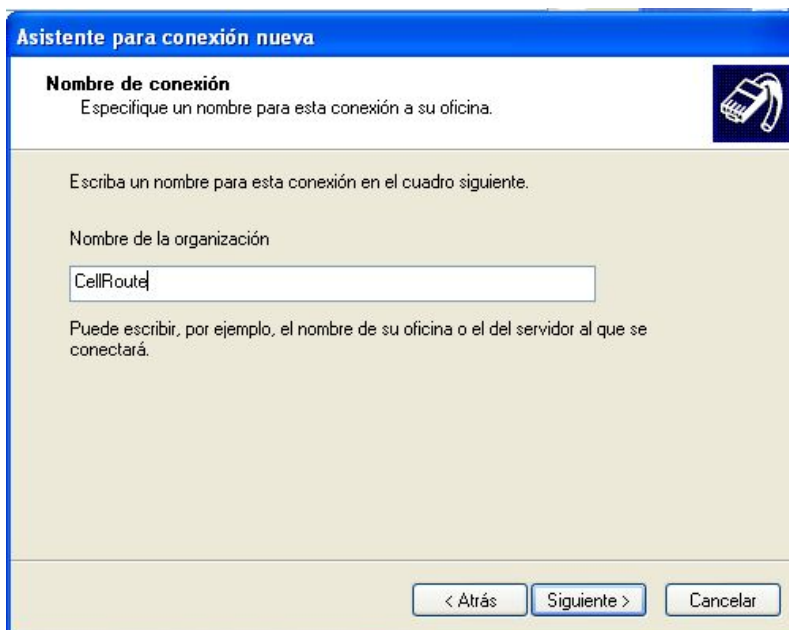 Asistente para conexión nueva
Nombre de conexión
Especifique un nombre para esta conexión a su oficina.
Escriba un nombre para esta conexión en el cuadro siguiente.
Nombre de la organización
CellRoute
Puede escribir, por ejemplo, el nombre de su oficina o el del servidor al que se
conectará.
< Atrás
Siguiente >
Cancelar